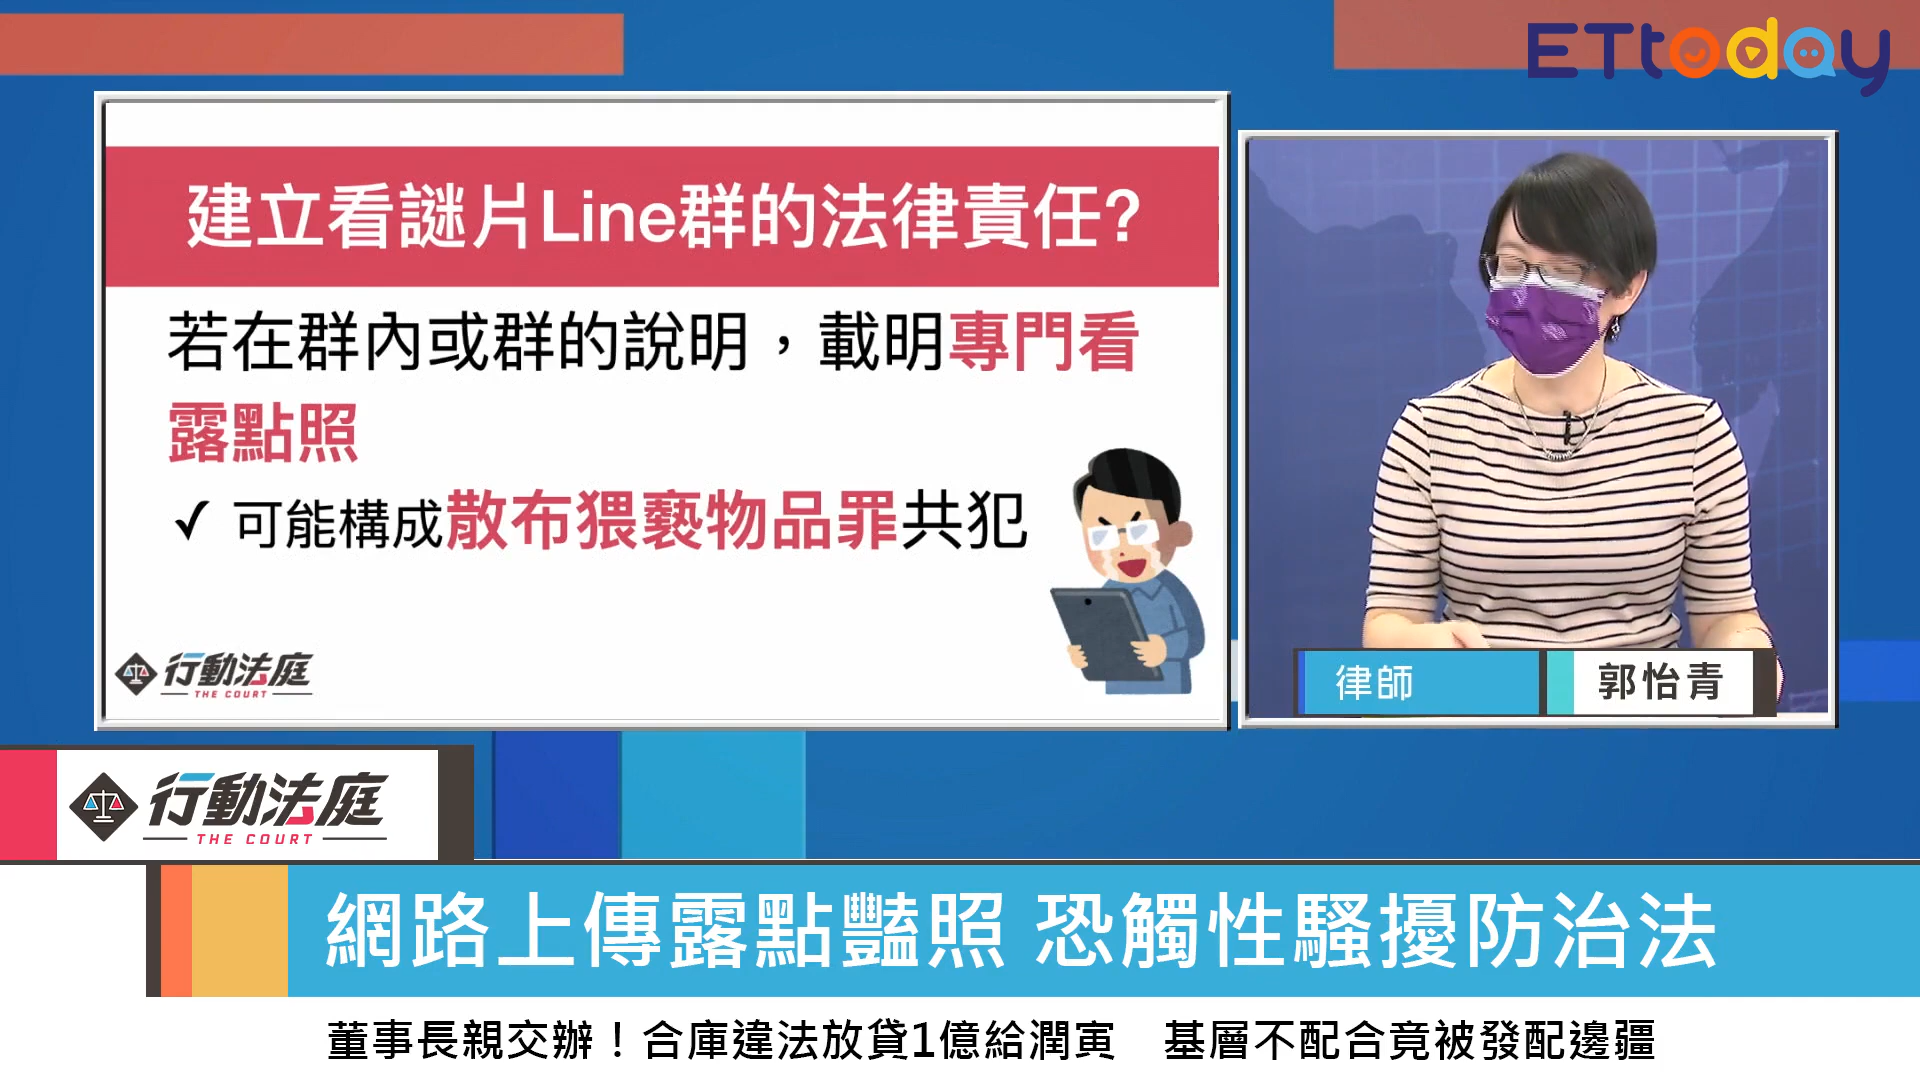 ETtoday
建立看謎片Line群的法律責任?
若在群內或群的說明，載明專門看
露點照
✓ 可能構成散布猥褻物品罪共犯
行動法庭
THE COURT
律師 郭怡青
行動法庭
THE COURT
網路上傳露點豔照 恐觸性騷擾防治法
董事長親交辦！合庫違法放貸1億給潤寅 基層不配合竟被發配邊疆